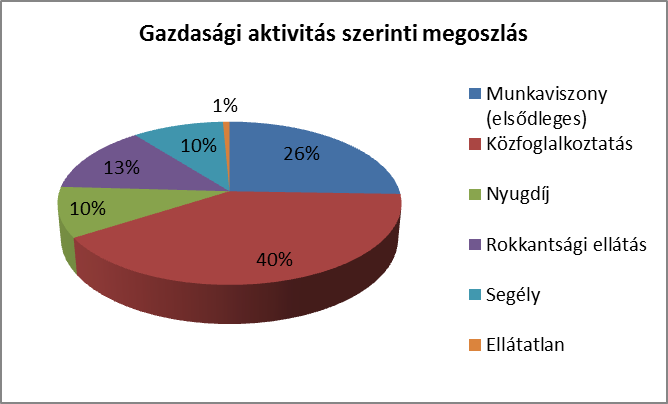 Gazdasági aktivitás szerinti megoszlás
1%
26%
10%
13%
10%
40%
Munkaviszony
(elsődleges)
Közfoglalkoztatás
Nyugdíj
Rokkantsági ellátás
Segély
Ellátatlan